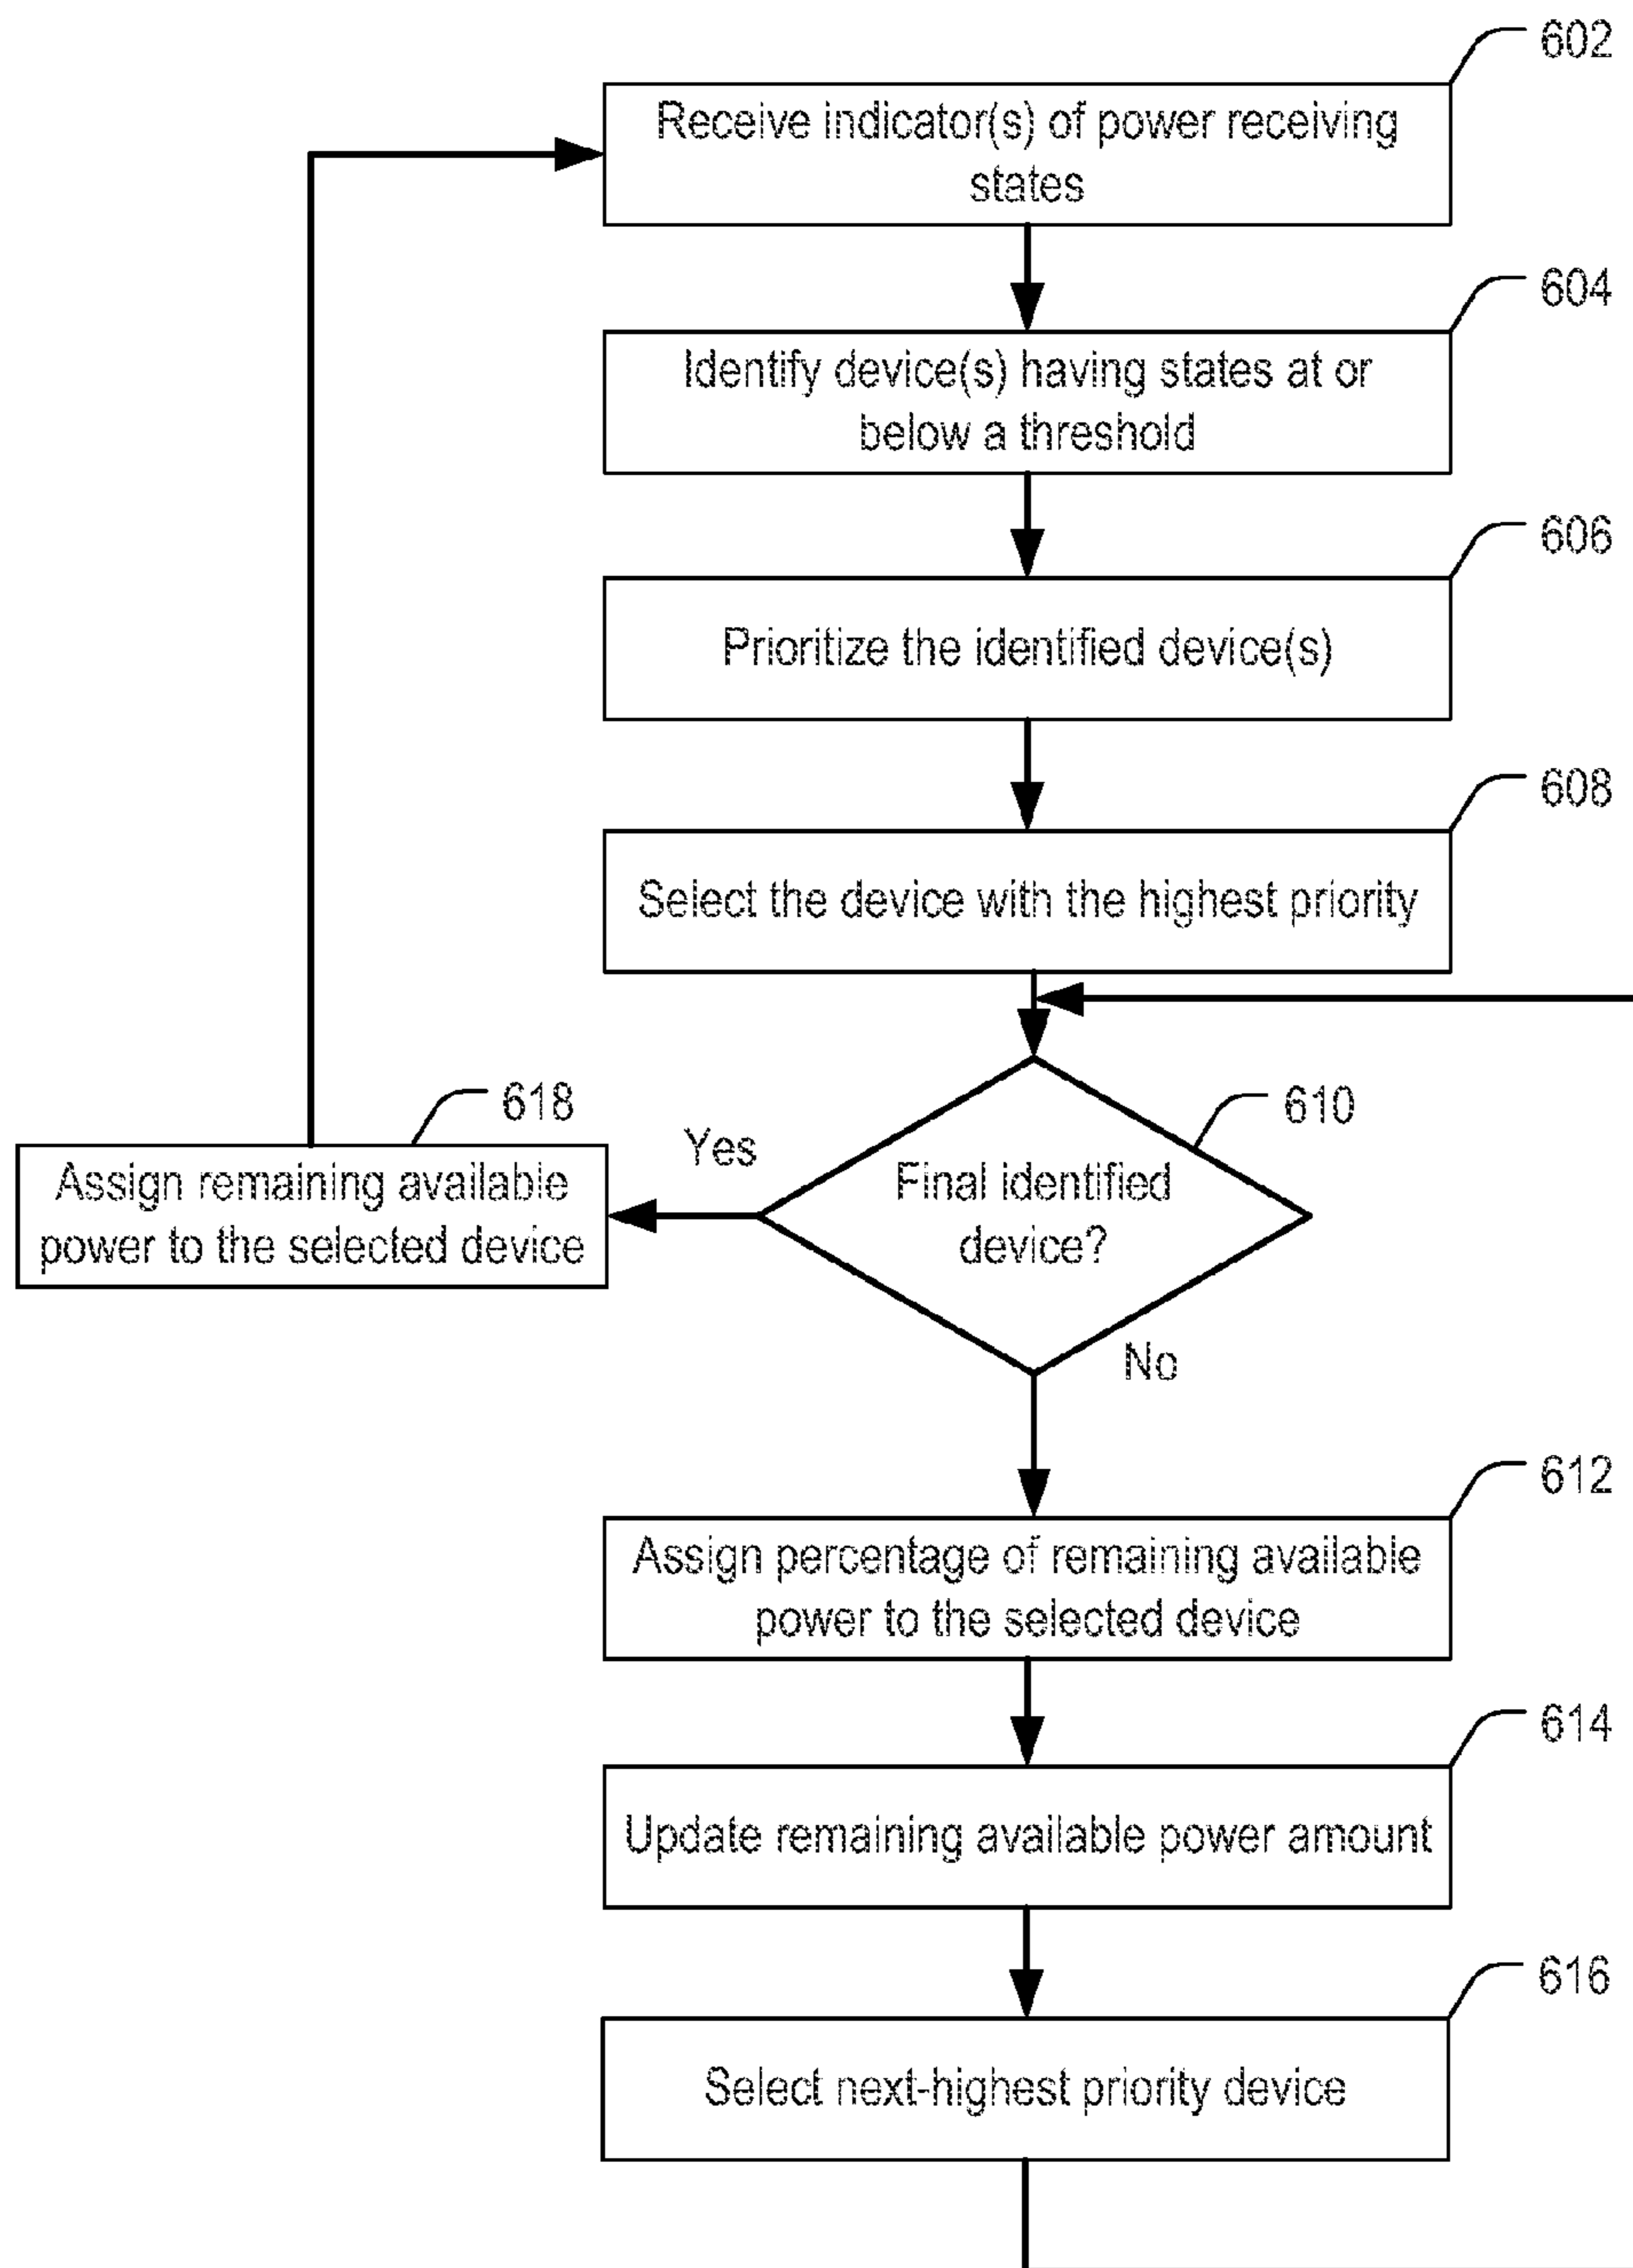 602
Receive indicator(s) of power receiving
states
604
Identify device(s) having states at or
below a threshold
606
Prioritize the identified device(s)
608
Select the device with the highest priority
618
610
Yes
Assign remaining available
power to the selected device
Final identified
device?
No
612
Assign percentage of remaining available
power to the selected device
614
Update remaining available power amount
616
Select next-highest priority device